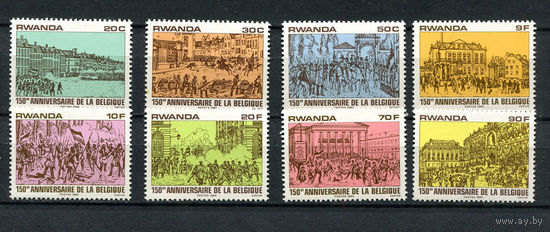 RWANDA 20C
150e ANNIVERSAIRE DE LA BELGIQUE
RWANDA 30C
150e ANNIVERSAIRE DE LA BELGIQUE
RWANDA 50C
150e ANNIVERSAIRE DE LA BELGIQUE
RWANDA 9F
150e ANNIVERSAIRE DE LA BELGIQUE
RWANDA 10F
150e ANNIVERSAIRE DE LA BELGIQUE
RWANDA 20F
150e ANNIVERSAIRE DE LA BELGIQUE
RWANDA 70F
150e ANNIVERSAIRE DE LA BELGIQUE
RWANDA 90F
150e ANNIVERSAIRE DE LA BELGIQUE
ay.by